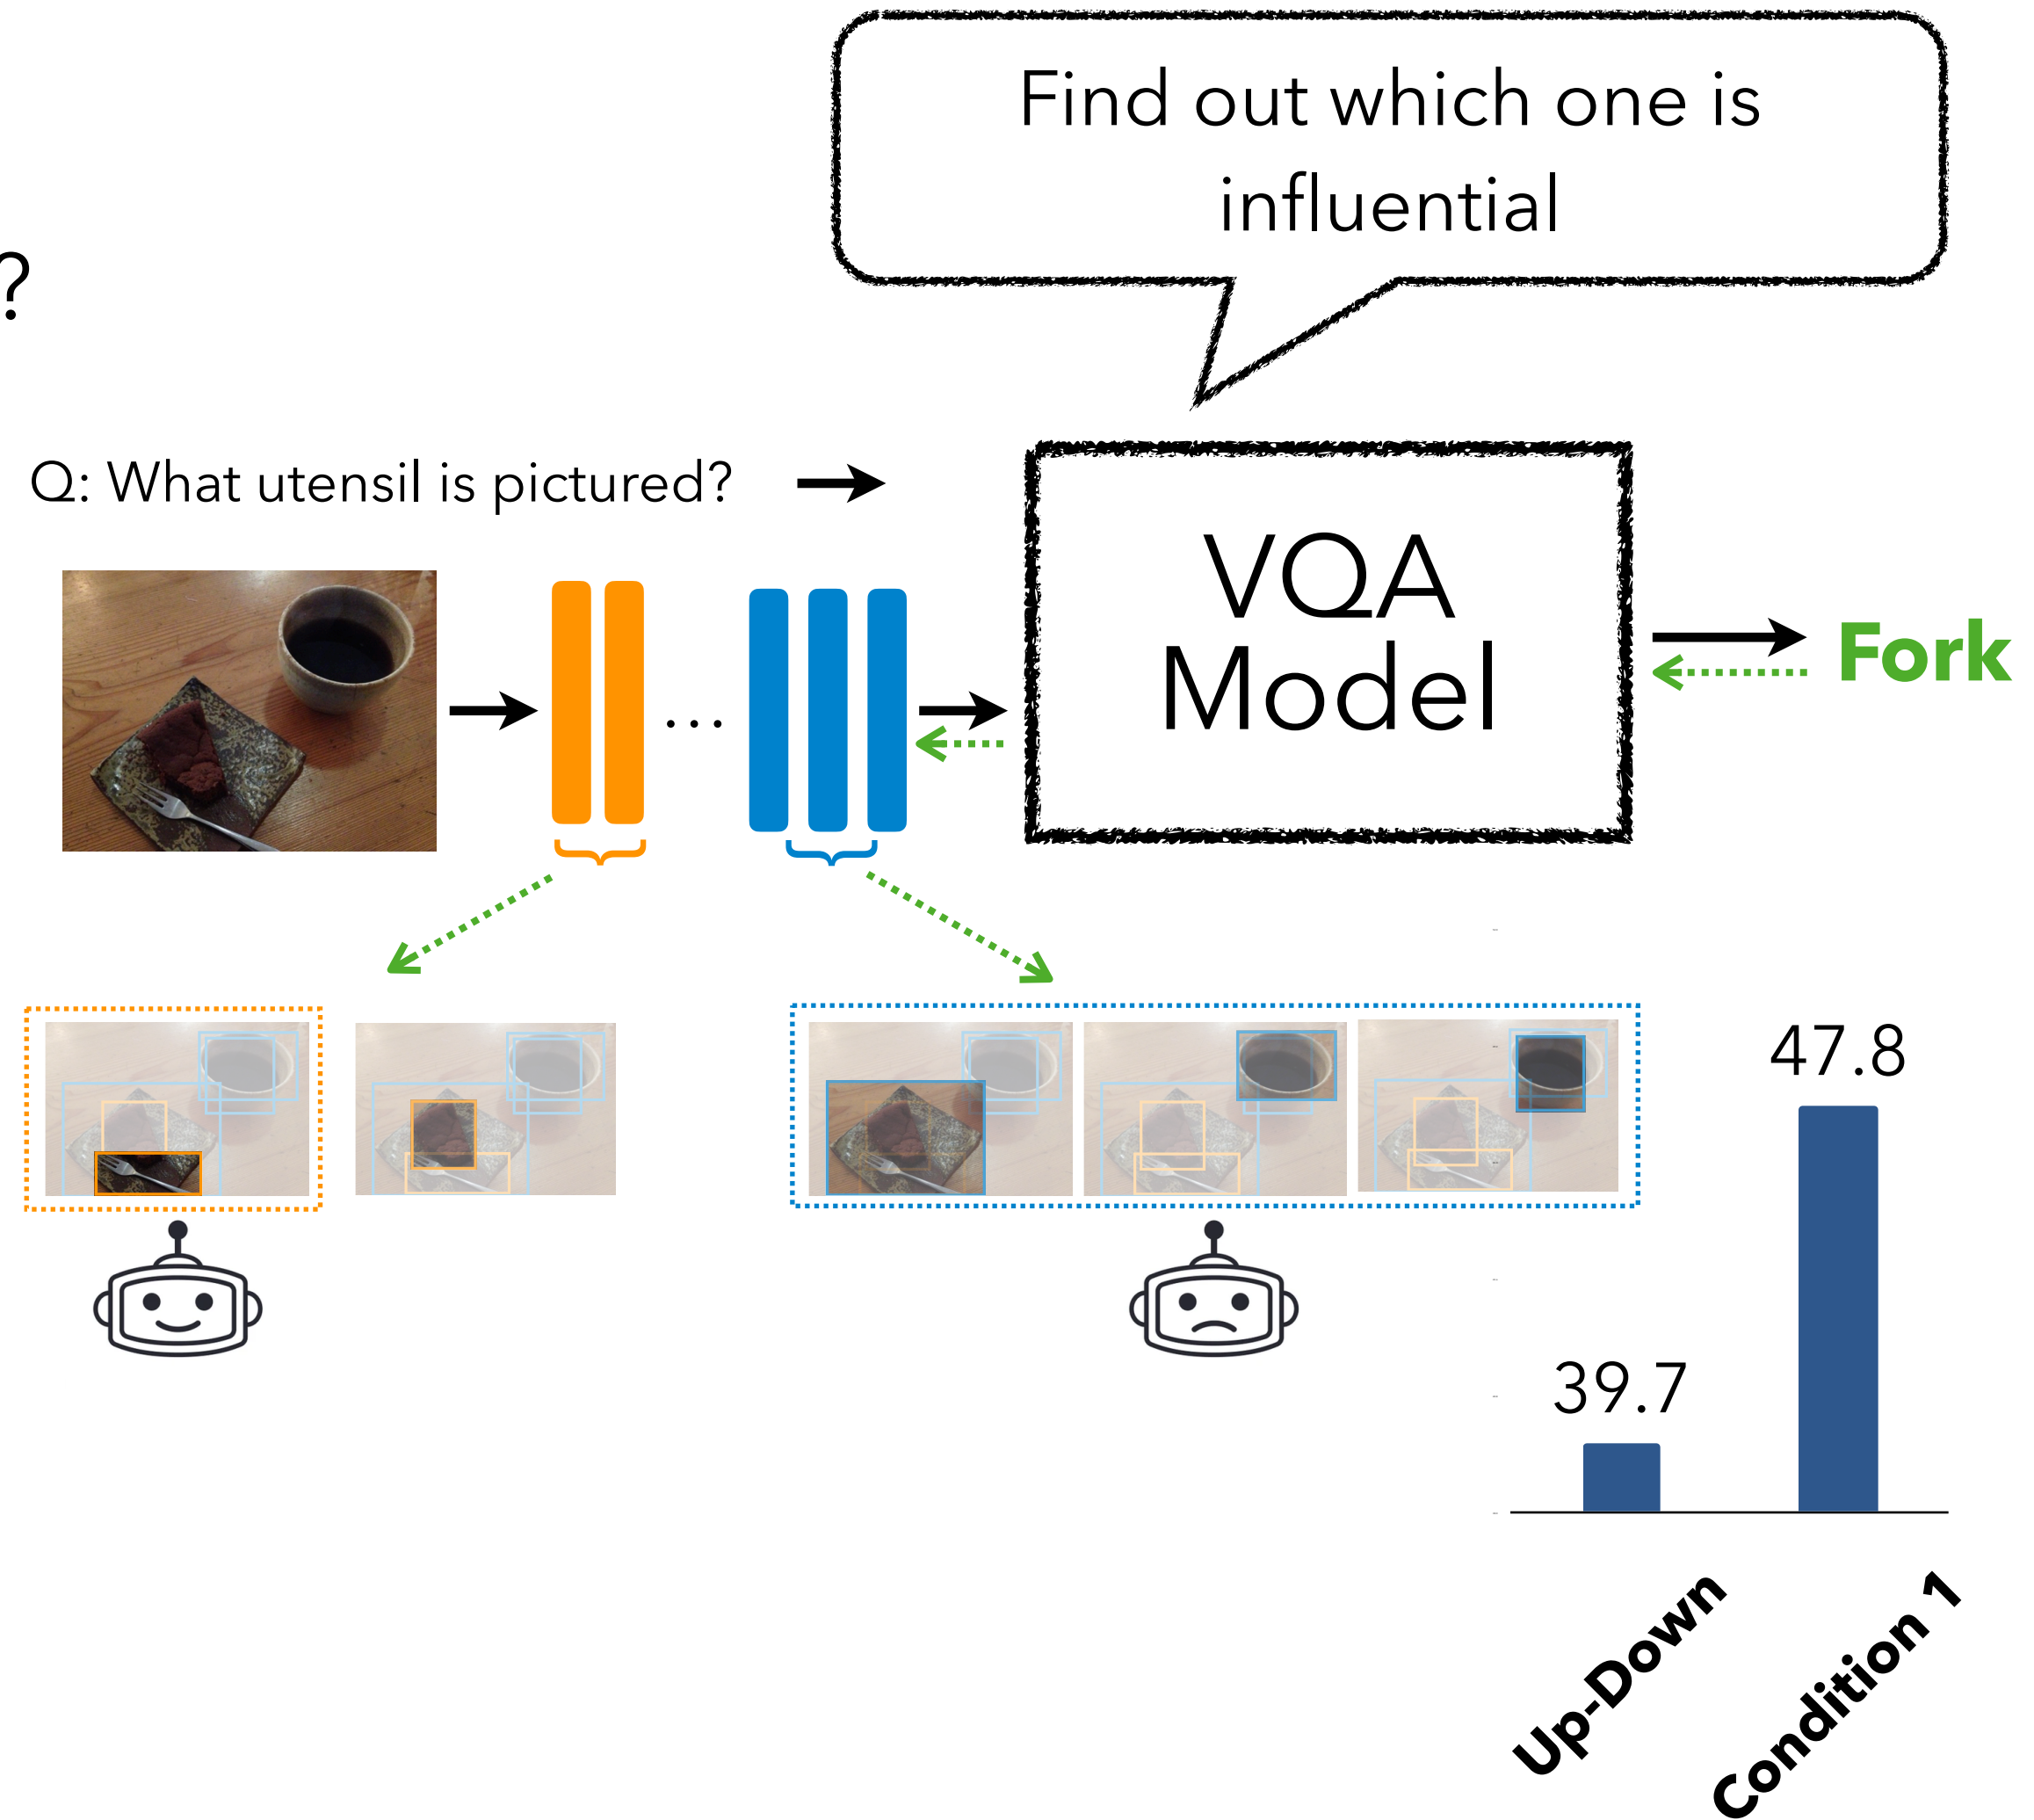 Find out which one is
influential
?
Q: What utensil is pictured?
VQA
Model
Fork
...
47.8
39.7
Up-Down
Condition 1